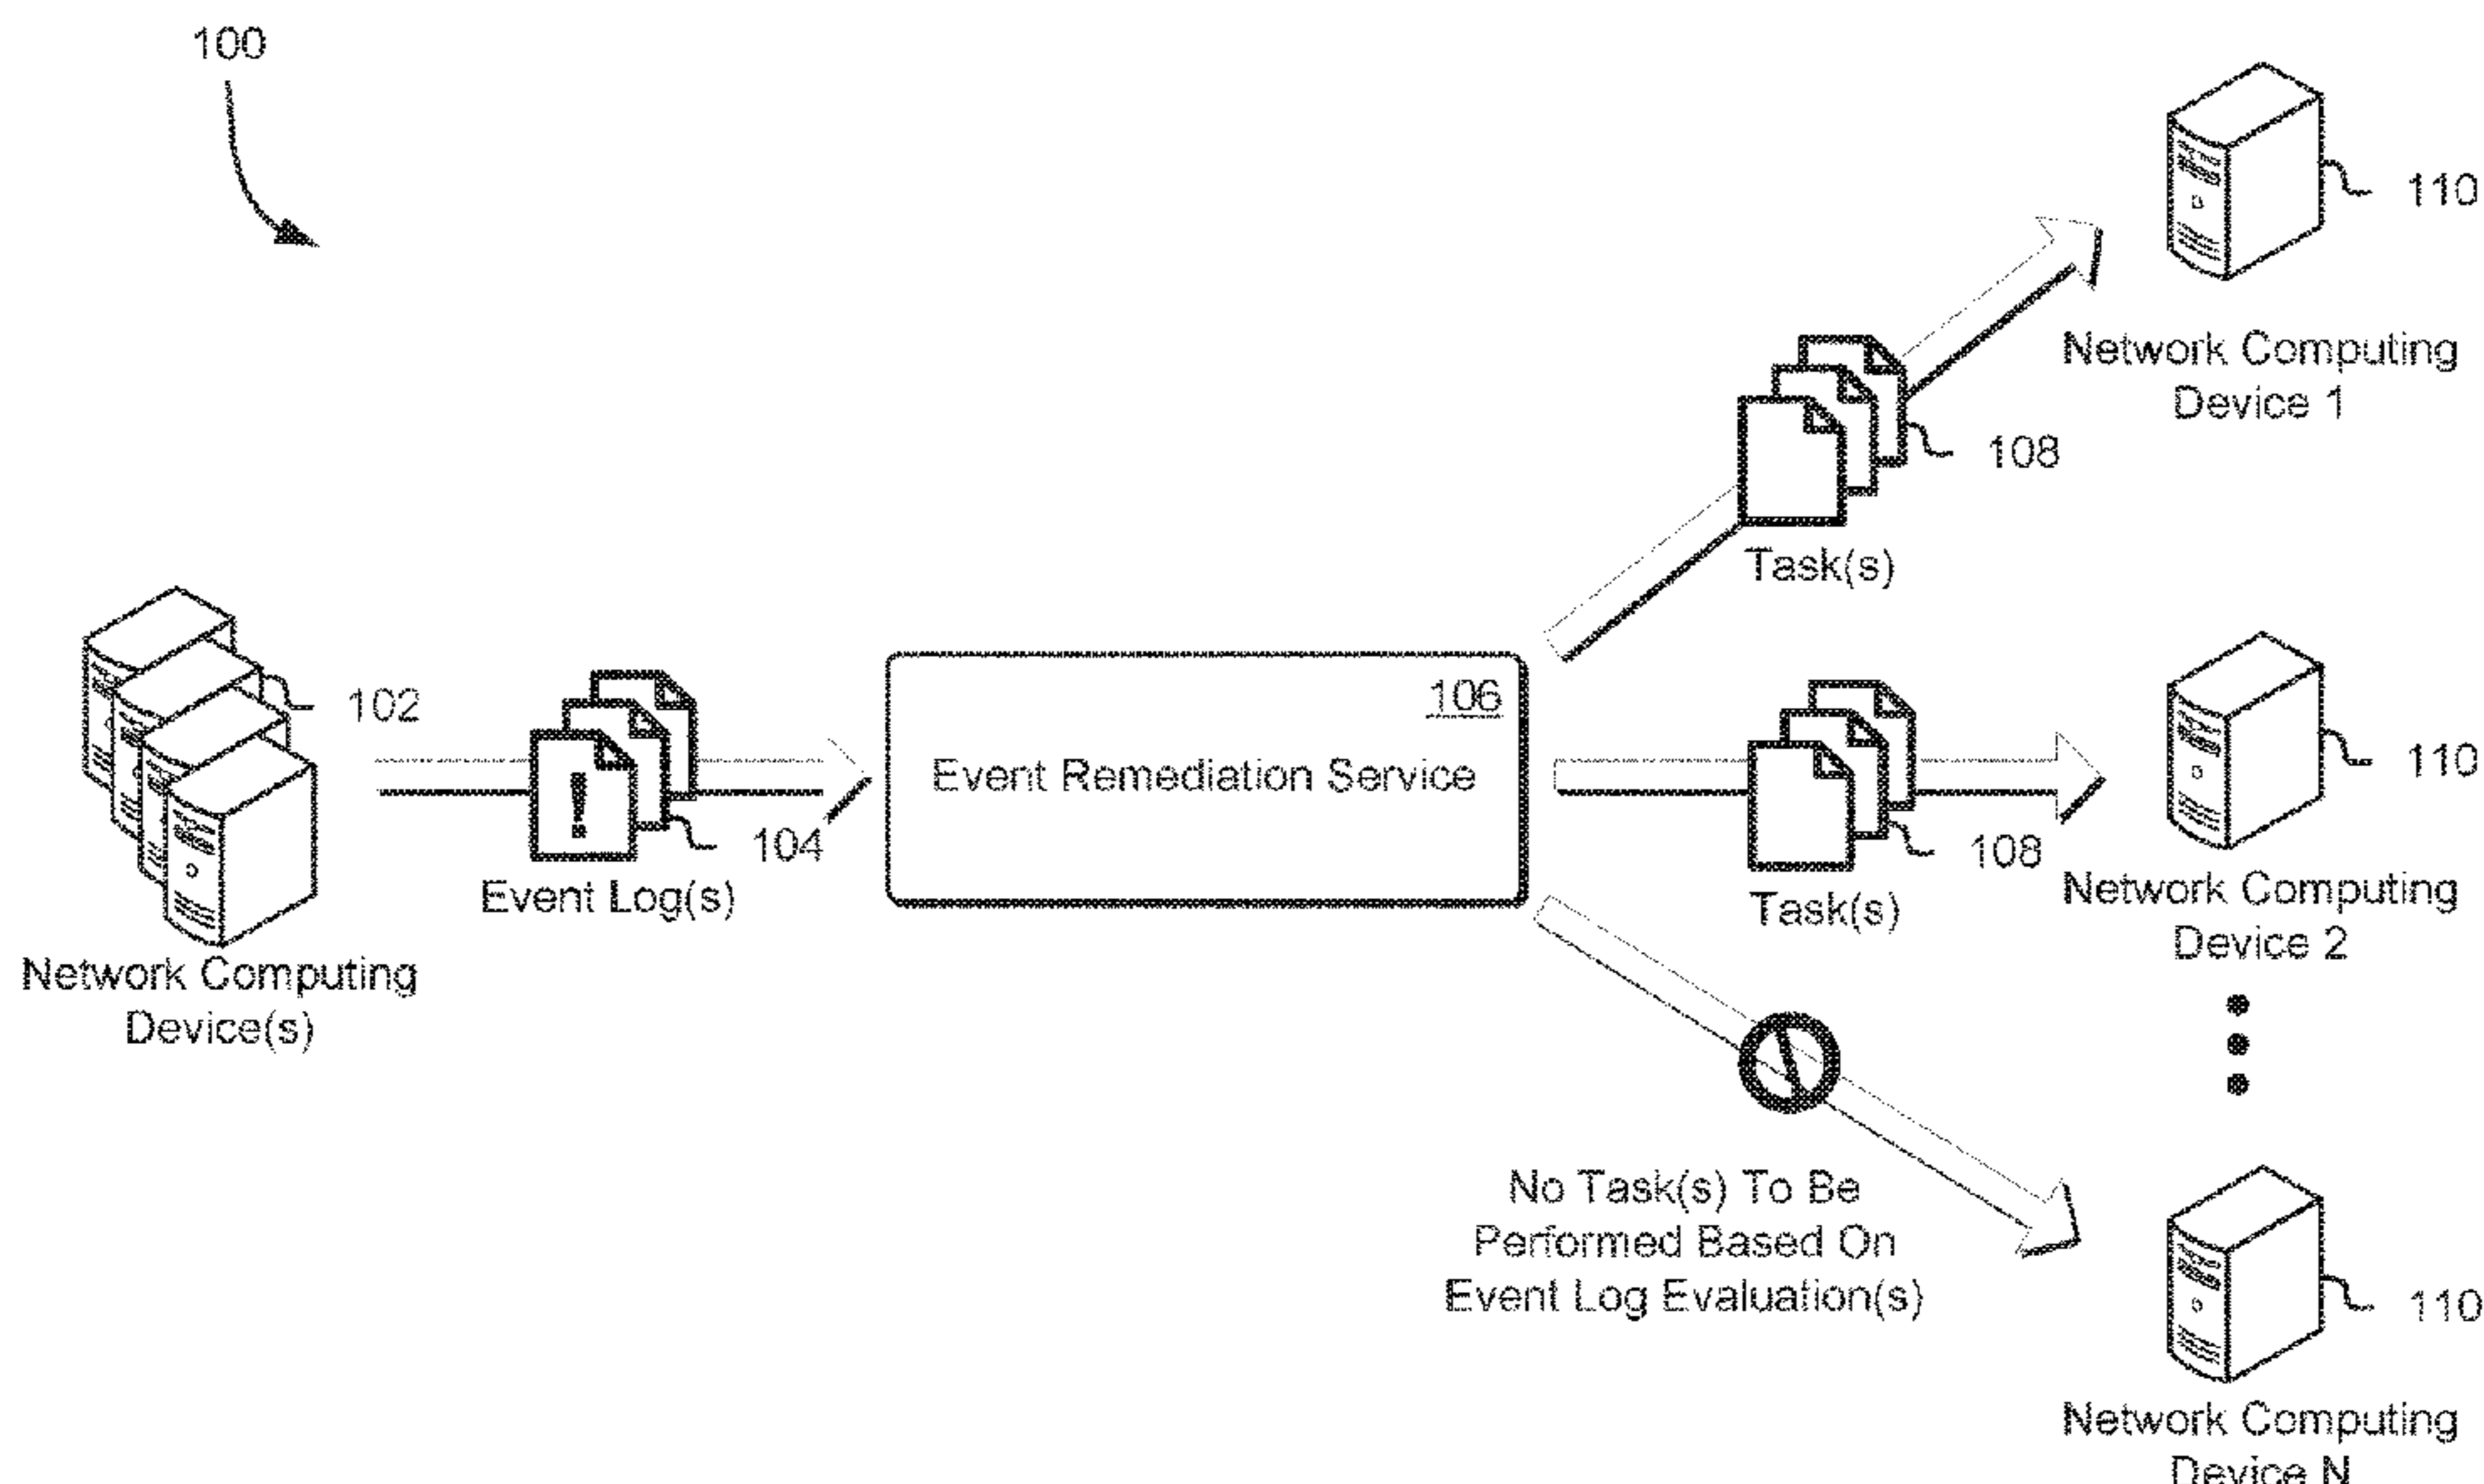 100
110
Network Computing
Device 1
108
Task(s)
102
106
Event Remediation Service
104
Event Log(s)
110
108
Task(s)
Network Computing
Device 2
Network Computing
Device(s)
!
No Task(s) To Be
Performed Based On
Event Log Evaluation(s)
110
Network Computing
Device N